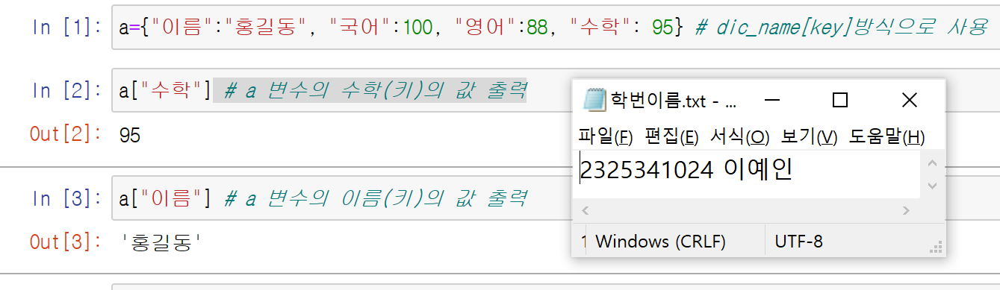 In [1]: a={"이름":"홍길동", "국어":100, "영어":88, "수학": 95} # dic_name[key]방식으로 사용
In [2]: a["수학"] # a 변수의 수학(키)의 값 출력
Out[2]: 95
In [3]: a["이름"] # a 변수의 이름(키)의 값 출력
Out[3]: '홍길동'
학번이름.txt - ...
파일(F) 편집(E) 서식(O) 보기(V) 도움말(H)
2325341024 이예인
1 Windows (CRLF) UTF-8